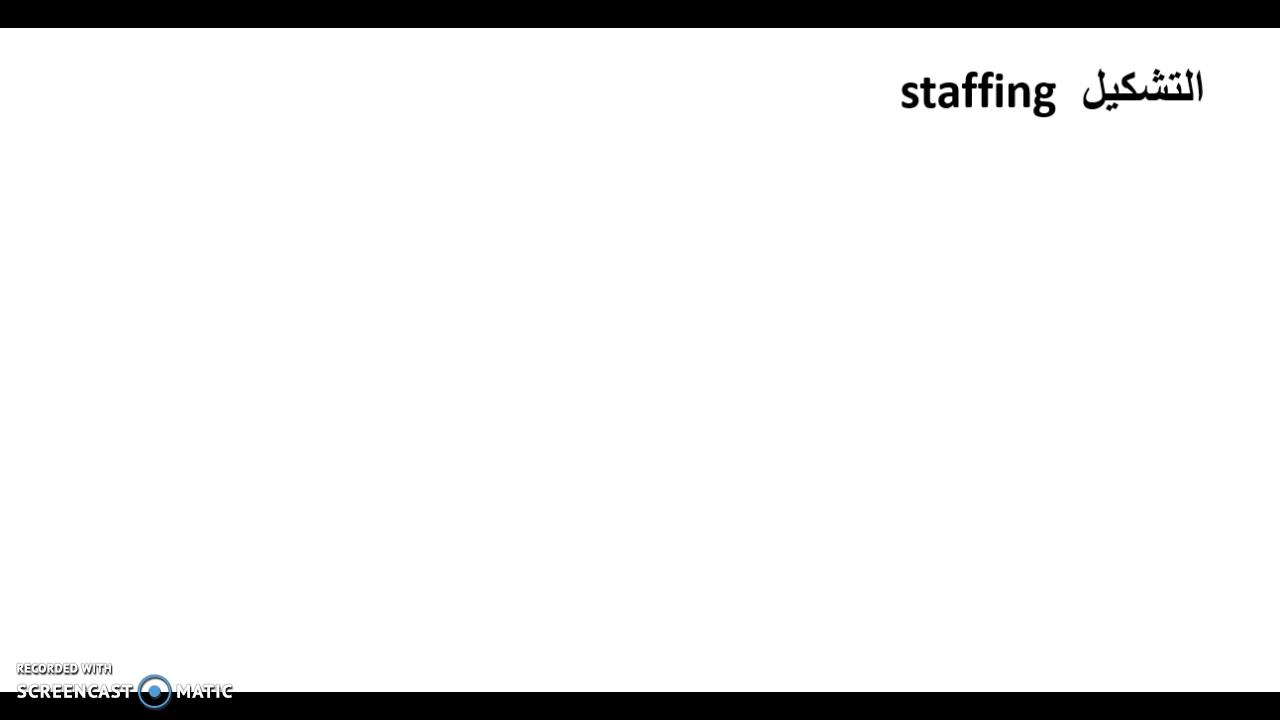 التشكيل staffing
RECORDED WITH
SCREENCAST MATIC